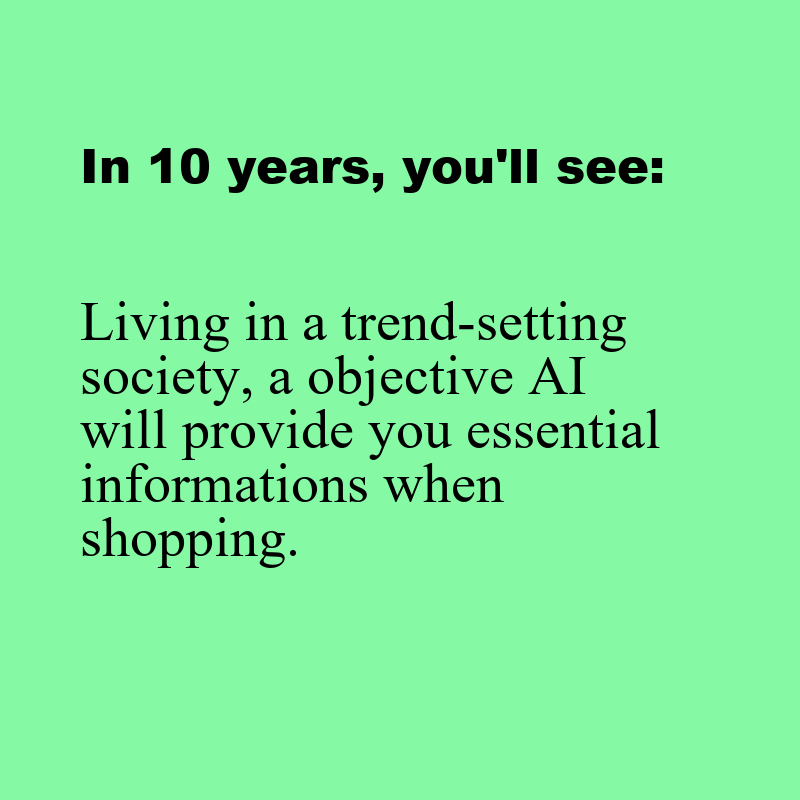 In 10 years, you'll see:
Living in a trend-setting
society, a objective AI
will provide you essential
informations when
shopping.